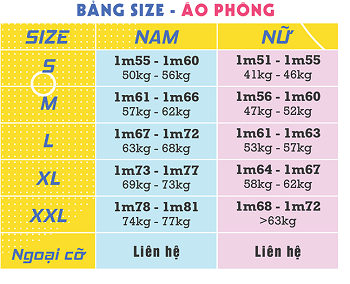 BẢNG SIZE - ÁO PHÔNG
SIZE NAM NỮ
S 1m55 - 1m60 1m51 - 1m55
50kg - 56kg 41kg - 46kg
M 1m61 - 1m66 1m56 - 1m60
57kg - 62kg 47kg - 52kg
L 1m67 - 1m72 1m61 - 1m63
63kg - 68kg 53kg - 57kg
XL 1m73 - 1m77 1m64 - 1m67
69kg - 73kg 58kg - 62kg
XXL 1m78 - 1m81 1m68 - 1m72
74kg - 77kg >63kg
Ngoại cỡ Liên hệ Liên hệ